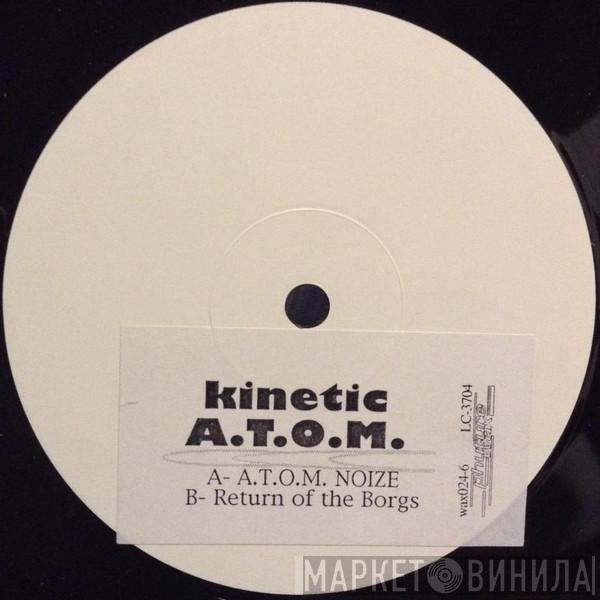 kinetic
A.T.O.M.
A- A.T.O.M. NOIZE
B- Return of the Borgs
wax024-6 LC-3704
МАРКЕТ ВИНИЛА